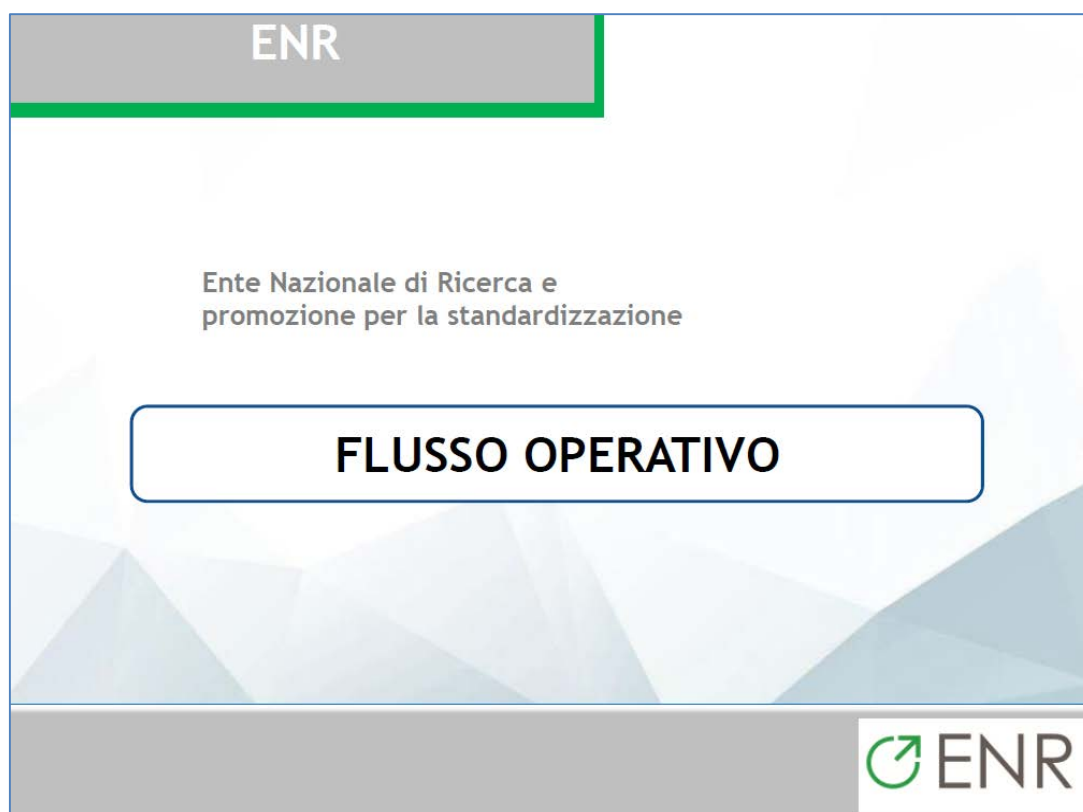 ENR
Ente Nazionale di Ricerca e
promozione per la standardizzazione
FLUSSO OPERATIVO
ENR